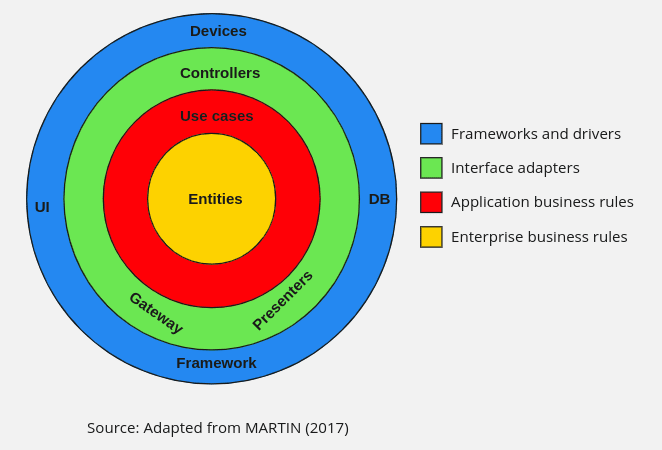 Devices
Controllers
Use cases
Entities
UI
DB
Gateway
Presenters
Framework
Frameworks and drivers
Interface adapters
Application business rules
Enterprise business rules
Source: Adapted from MARTIN (2017)